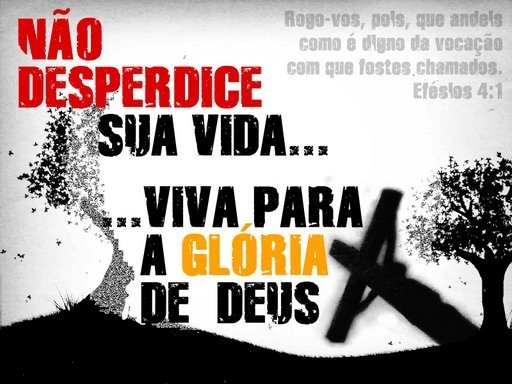 NÃO
DESPERDICE
SUA VIDA...
...VIVA PARA
A GLÓRIA
DE DEUS
Rogo-vos, pois, que andeis
como é digno da vocação
com que fostes chamados.
Efésios 4:1